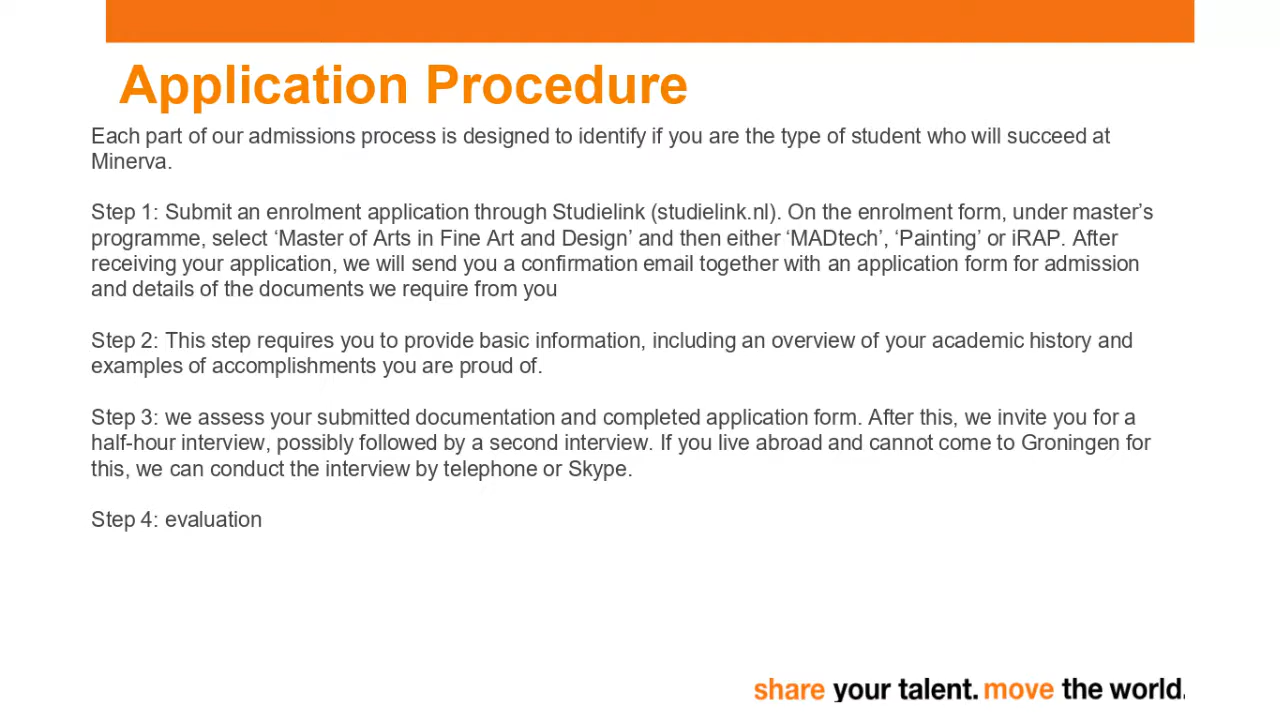 Application Procedure
Each part of our admissions process is designed to identify if you are the type of student who will succeed at
Minerva.
Step 1: Submit an enrolment application through Studielink (studielink.nl). On the enrolment form, under master’s
programme, select ‘Master of Arts in Fine Art and Design’ and then either ‘MADtech’, ‘Painting’ or iRAP. After
receiving your application, we will send you a confirmation email together with an application form for admission
and details of the documents we require from you
Step 2: This step requires you to provide basic information, including an overview of your academic history and
examples of accomplishments you are proud of.
Step 3: we assess your submitted documentation and completed application form. After this, we invite you for a
half-hour interview, possibly followed by a second interview. If you live abroad and cannot come to Groningen for
this, we can conduct the interview by telephone or Skype.
Step 4: evaluation
share your talent. move the world.